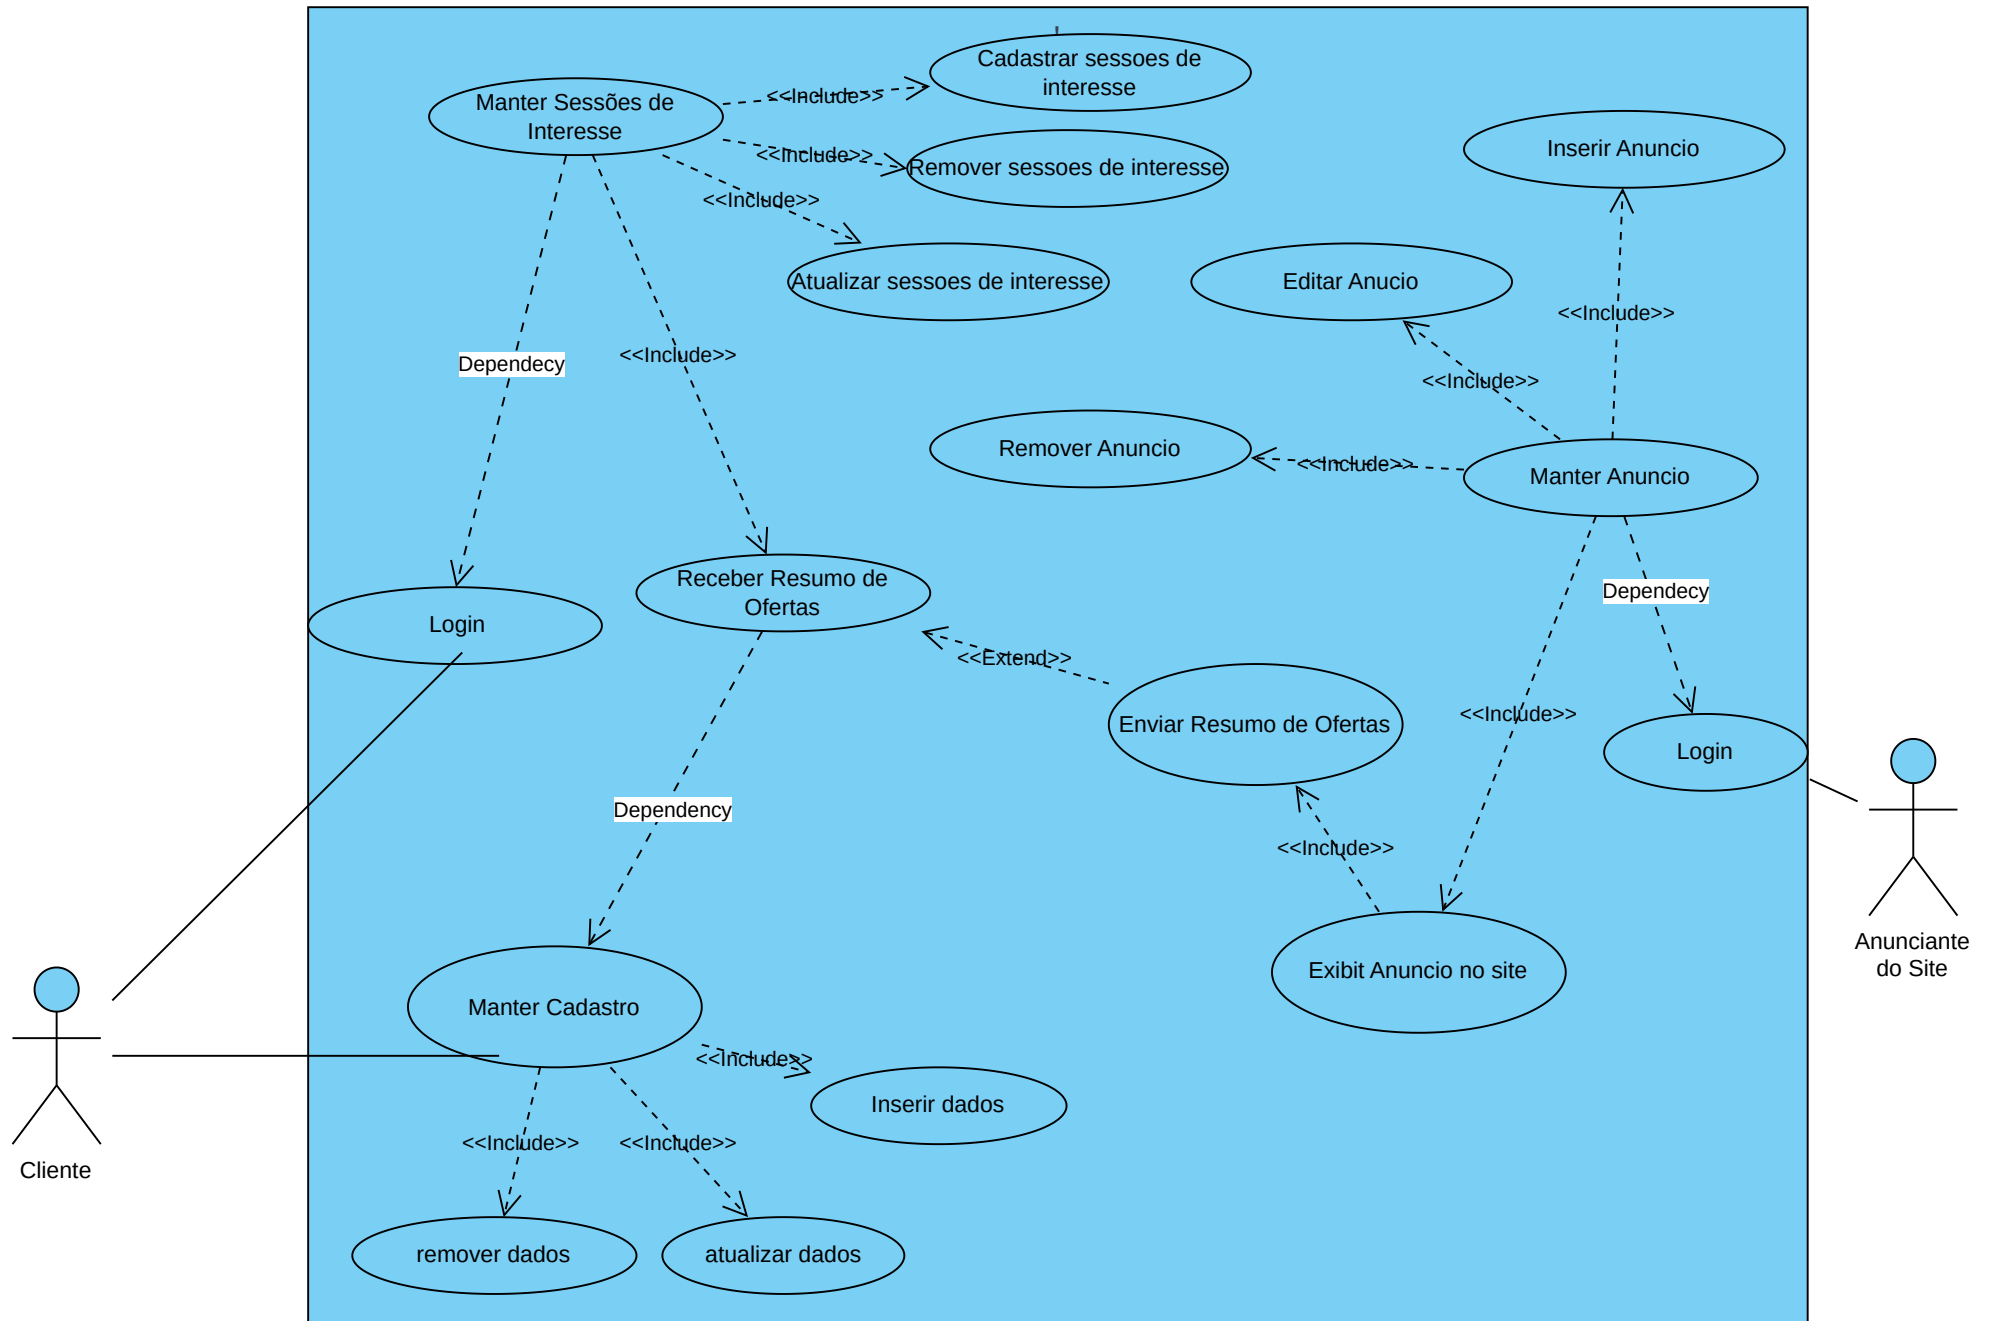 Cadastrar sessoes de
interesse
Manter Sessões de
Interesse
<<Include>>
<<Include>>
Remover sessoes de interesse
<<Include>>
Atualizar sessoes de interesse
Inserir Anuncio
Editar Anucio
<<Include>>
<<Include>>
Remover Anuncio
<<Include>>
Manter Anuncio
Dependecy
<<Include>>
Receber Resumo de
Ofertas
Login
<<Extend>>
Enviar Resumo de Ofertas
Dependecy
<<Include>>
Login
Dependency
<<Include>>
Exibit Anuncio no site
Anunciante
do Site
Manter Cadastro
<<Include>>
Inserir dados
<<Include>>
<<Include>>
Cliente
remover dados
atualizar dados